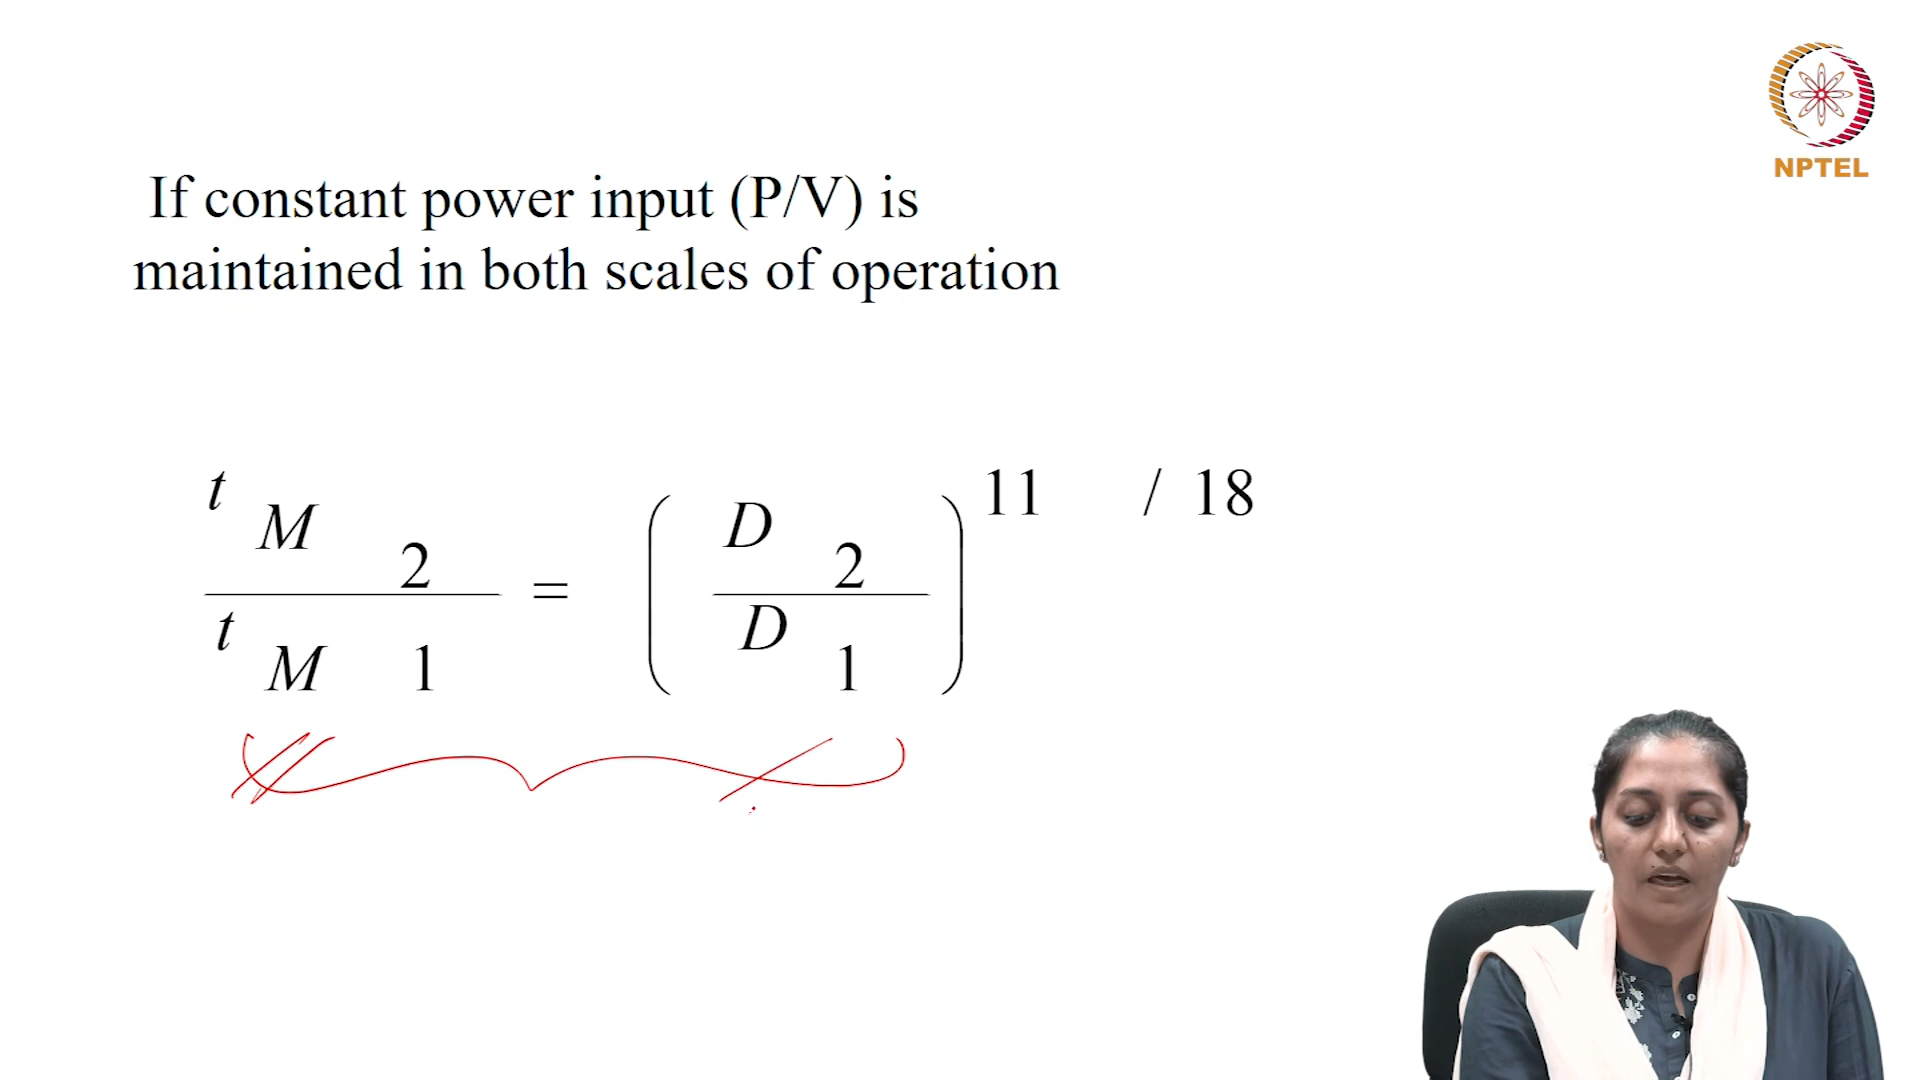 NPTEL
If constant power input (P/V) is
maintained in both scales of operation
t M 2 / t M 1 = ( D 2 / D 1 ) 11 / 18